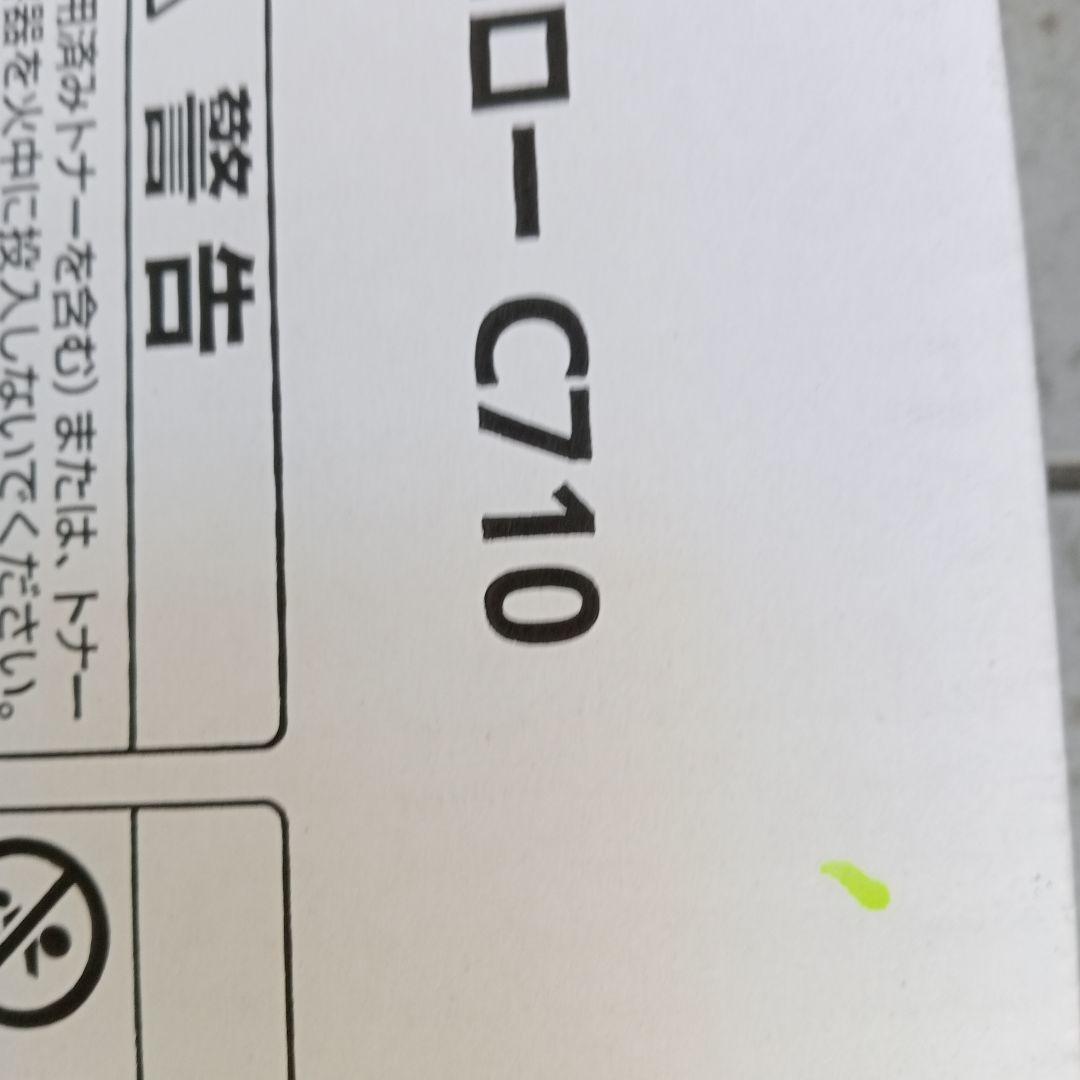 ロー C710
警告
用済みトナーを含む) または、トナー
器を火中に投入しないでください。